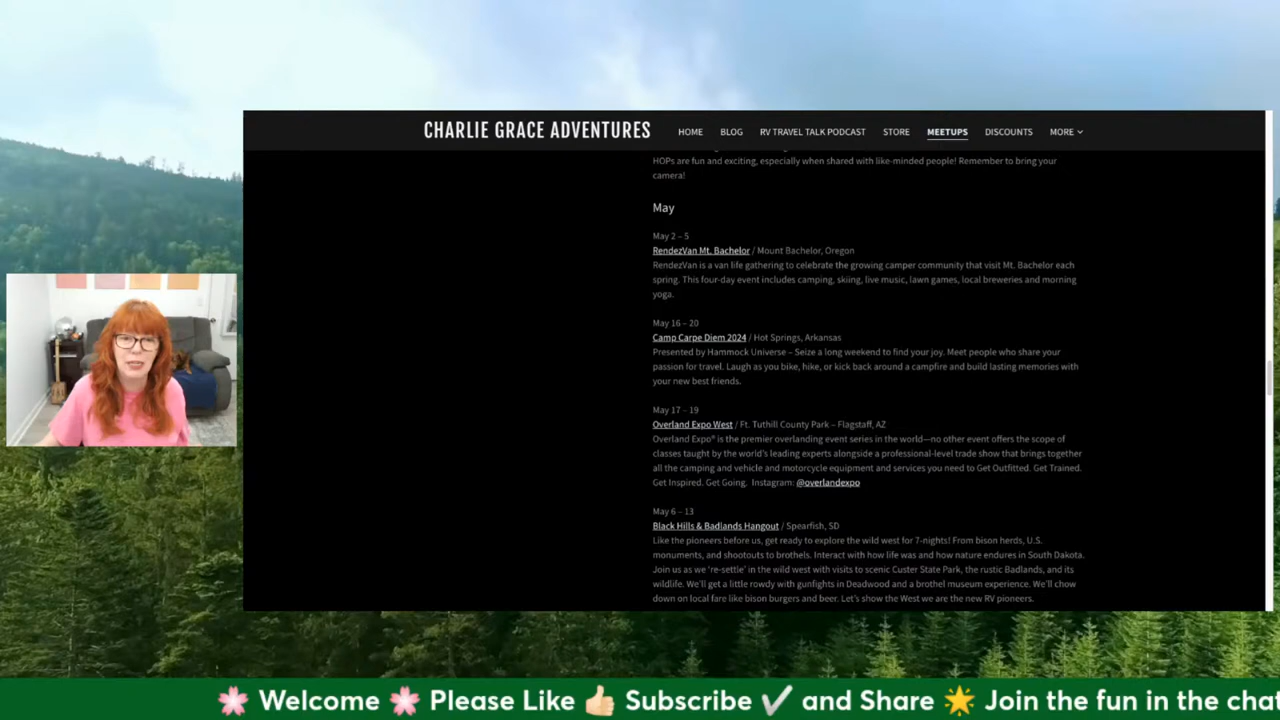 CHARLIE GRACE ADVENTURES
HOME BLOG RV TRAVEL TALK PODCAST STORE MEETUPS DISCOUNTS MORE
HOPs are fun and exciting, especially when shared with like-minded people! Remember to bring your
camera!
May
May 2 – 5
RendezVan Mt. Bachelor / Mount Bachelor, Oregon
RendezVan is a van life gathering to celebrate the growing camper community that visit Mt. Bachelor each
spring. This four-day event includes camping, skiing, live music, lawn games, local breweries and morning
yoga.
May 16 – 20
Camp Carpe Diem 2024 / Hot Springs, Arkansas
Presented by Hammock Universe – Seize a long weekend to find your joy. Meet people who share your
passion for travel. Laugh as you bike, hike, or kick back around a campfire and build lasting memories with
your new best friends.
May 17 – 19
Overland Expo West / Ft. Tuthill County Park – Flagstaff, AZ
Overland Expo® is the premier overlanding event series in the world—no other event offers the scope of
classes taught by the world's leading experts alongside a professional-level trade show that brings together
all the camping and vehicle and motorcycle equipment and services you need to Get Outfitted. Get Trained.
Get Inspired. Get Going. Instagram: @overlandexpo
May 6 – 13
Black Hills & Badlands Hangout / Spearfish, SD
Like the pioneers before us, get ready to explore the wild west for 7-nights! From bison herds, U.S.
monuments, and shootouts to brothels. Interact with how life was and how nature endures in South Dakota.
Join us as we 're-settle' in the wild west with visits to scenic Custer State Park, the rustic Badlands, and its
wildlife. We'll get a little rowdy with gunfights in Deadwood and a brothel museum experience. We'll chow
down on local fare like bison burgers and beer. Let's show the West we are the new RV pioneers.
🌸 Welcome 🌸 Please Like 👍🏼 Subscribe ✔️ and Share 🌟 Join the fun in the chat